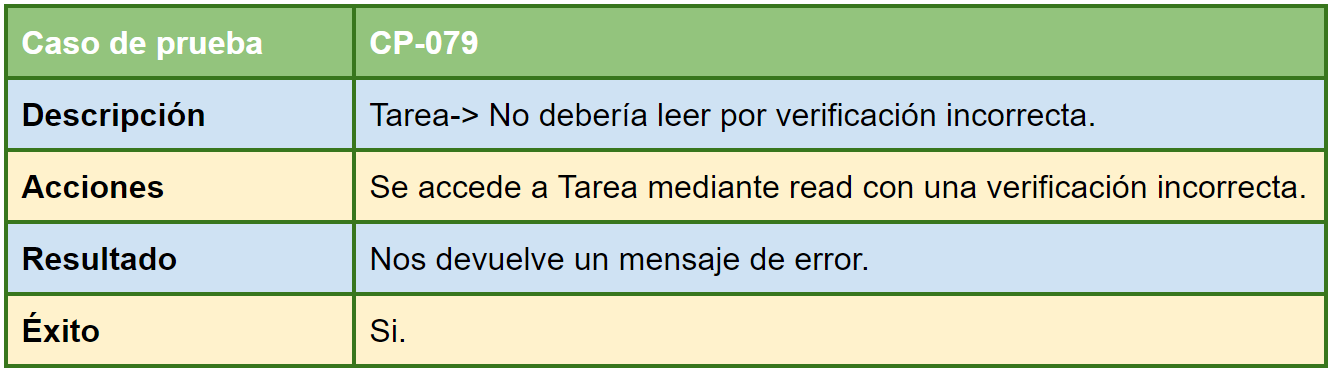 Caso de prueba CP-079
Descripción Tarea-> No debería leer por verificación incorrecta.
Acciones Se accede a Tarea mediante read con una verificación incorrecta.
Resultado Nos devuelve un mensaje de error.
Éxito Si.